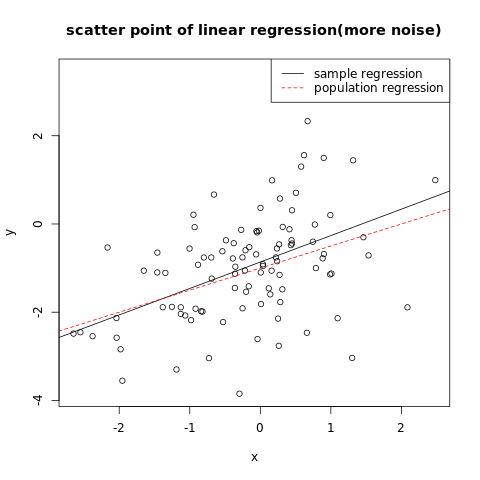 scatter point of linear regression(more noise)
sample regression
population regression
y
2
0
-2
-4
-2
-1
0
1
2
x